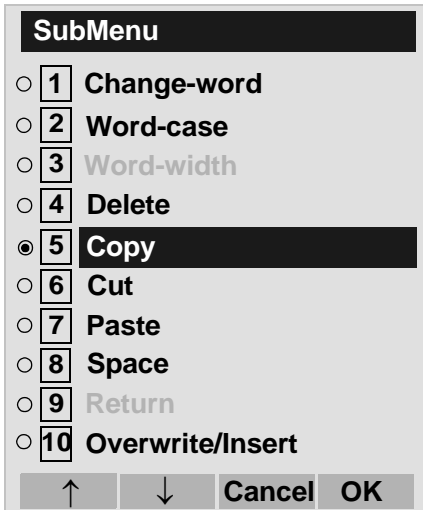 SubMenu
1 Change-word
2 Word-case
3 Word-width
4 Delete
5 Copy
6 Cut
7 Paste
8 Space
9 Return
10 Overwrite/Insert
↑ ↓ Cancel OK